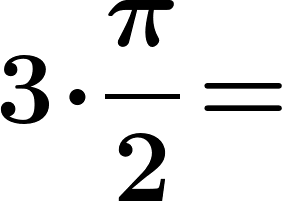 3 · π/2 =